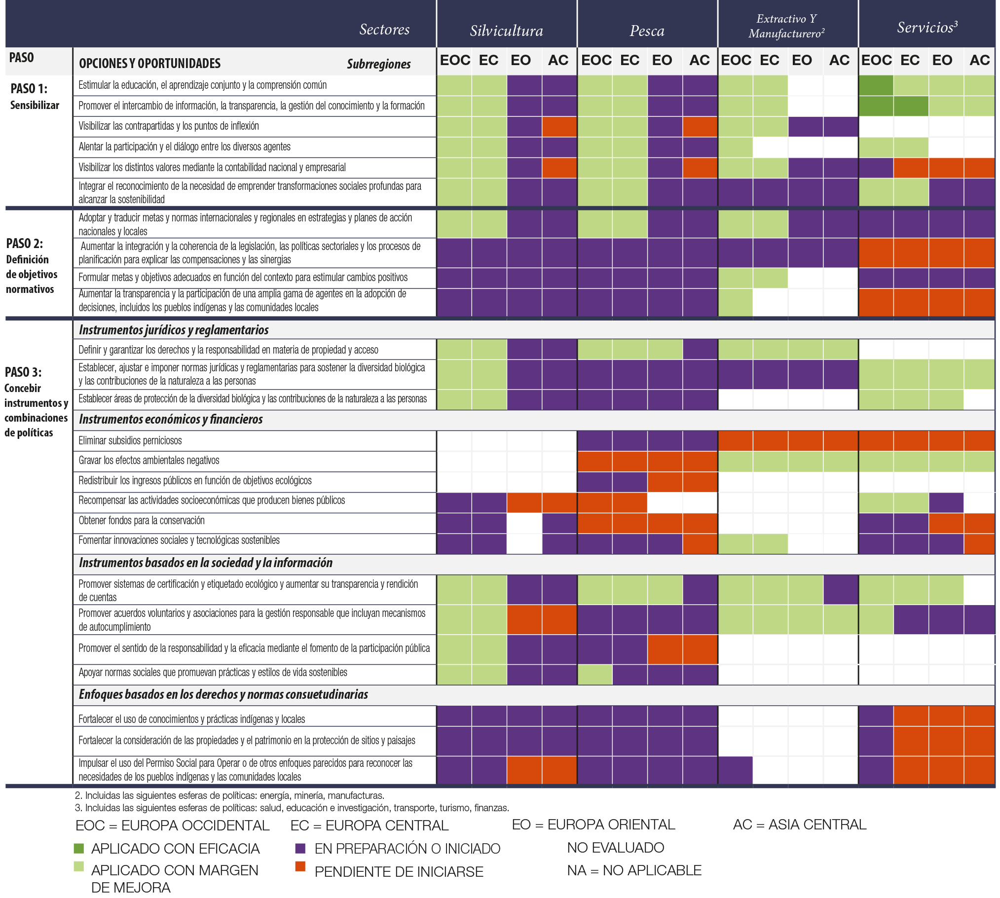 Sectores
Silvicultura
Pesca
Extractivo Y
Manufacturero²
Servicios³
PASO
OPCIONES Y OPORTUNIDADES
Subrregiones
EOC EC EO AC EOC EC EO AC EOC EC EO AC EOC EC EO AC
PASO 1:
Sensibilizar
Estimular la educación, el aprendizaje conjunto y la comprensión común
Promover el intercambio de información, la transparencia, la gestión del conocimiento y la formación
Visibilizar las contrapartidas y los puntos de inflexión
Alentar la participación y el diálogo entre los diversos agentes
Visibilizar los distintos valores mediante la contabilidad nacional y empresarial
Integrar el reconocimiento de la necesidad de emprender transformaciones sociales profundas para
alcanzar la sostenibilidad
PASO 2:
Definición
de objetivos
normativos
Adoptar y traducir metas y normas internacionales y regionales en estrategias y planes de acción
nacionales y locales
Aumentar la integración y la coherencia de la legislación, las políticas sectoriales y los procesos de
planificación para explicar las compensaciones y las sinergias
Formular metas y objetivos adecuados en función del contexto para estimular cambios positivos
Aumentar la transparencia y la participación de una amplia gama de agentes en la adopción de
decisiones, incluidos los pueblos indígenas y las comunidades locales
PASO 3:
Concebir
instrumentos y
combinaciones
de políticas
Instrumentos jurídicos y reglamentarios
Definir y garantizar los derechos y la responsabilidad en materia de propiedad y acceso
Establecer, ajustar e imponer normas jurídicas y reglamentarias para sostener la diversidad biológica
y las contribuciones de la naturaleza a las personas
Establecer áreas de protección de la diversidad biológica y las contribuciones de la naturaleza a las personas
Instrumentos económicos y financieros
Eliminar subsidios perniciosos
Gravar los efectos ambientales negativos
Redistribuir los ingresos públicos en función de objetivos ecológicos
Recompensar las actividades socioeconómicas que producen bienes públicos
Obtener fondos para la conservación
Fomentar innovaciones sociales y tecnológicas sostenibles
Instrumentos basados en la sociedad y la información
Promover sistemas de certificación y etiquetado ecológico y aumentar su transparencia y rendición
de cuentas
Promover acuerdos voluntarios y asociaciones para la gestión responsable que incluyan mecanismos
de autocumplimiento
Promover el sentido de la responsabilidad y la eficacia mediante el fomento de la participación pública
Apoyar normas sociales que promuevan prácticas y estilos de vida sostenibles
Enfoques basados en los derechos y normas consuetudinarias
Fortalecer el uso de conocimientos y prácticas indígenas y locales
Fortalecer la consideración de las propiedades y el patrimonio en la protección de sitios y paisajes
Impulsar el uso del Permiso Social para Operar o de otros enfoques parecidos para reconocer las
necesidades de los pueblos indígenas y las comunidades locales
2. Incluidas las siguientes esferas de políticas: energía, minería, manufacturas.
3. Incluidas las siguientes esferas de políticas: salud, educación e investigación, transporte, turismo, finanzas.
EOC = EUROPA OCCIDENTAL
EC = EUROPA CENTRAL
EO = EUROPA ORIENTAL
AC = ASIA CENTRAL
APLICADO CON EFICACIA
EN PREPARACIÓN O INICIADO
NO EVALUADO
APLICADO CON MARGEN
DE MEJORA
PENDIENTE DE INICIARSE
NA = NO APLICABLE